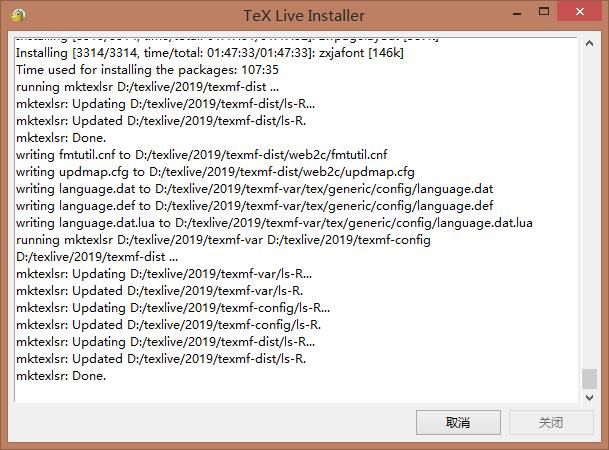 TeX Live Installer
Installing [3314/3314, time/total: 01:47:33/01:47:33]: zxjafont [146k]
Time used for installing the packages: 107:35
running mktexlsr D:/texlive/2019/texmf-dist ...
mktexlsr: Updating D:/texlive/2019/texmf-dist/ls-R...
mktexlsr: Updated D:/texlive/2019/texmf-dist/ls-R.
mktexlsr: Done.
writing fmtutil.cnf to D:/texlive/2019/texmf-dist/web2c/fmtutil.cnf
writing updmap.cfg to D:/texlive/2019/texmf-dist/web2c/updmap.cfg
writing language.dat to D:/texlive/2019/texmf-var/tex/generic/config/language.dat
writing language.def to D:/texlive/2019/texmf-var/tex/generic/config/language.def
writing language.dat.lua to D:/texlive/2019/texmf-var/tex/generic/config/language.dat.lua
running mktexlsr D:/texlive/2019/texmf-var D:/texlive/2019/texmf-config
D:/texlive/2019/texmf-dist ...
mktexlsr: Updating D:/texlive/2019/texmf-var/ls-R...
mktexlsr: Updated D:/texlive/2019/texmf-var/ls-R.
mktexlsr: Updating D:/texlive/2019/texmf-config/ls-R...
mktexlsr: Updated D:/texlive/2019/texmf-config/ls-R.
mktexlsr: Updating D:/texlive/2019/texmf-dist/ls-R...
mktexlsr: Updated D:/texlive/2019/texmf-dist/ls-R.
mktexlsr: Done.
取消 关闭